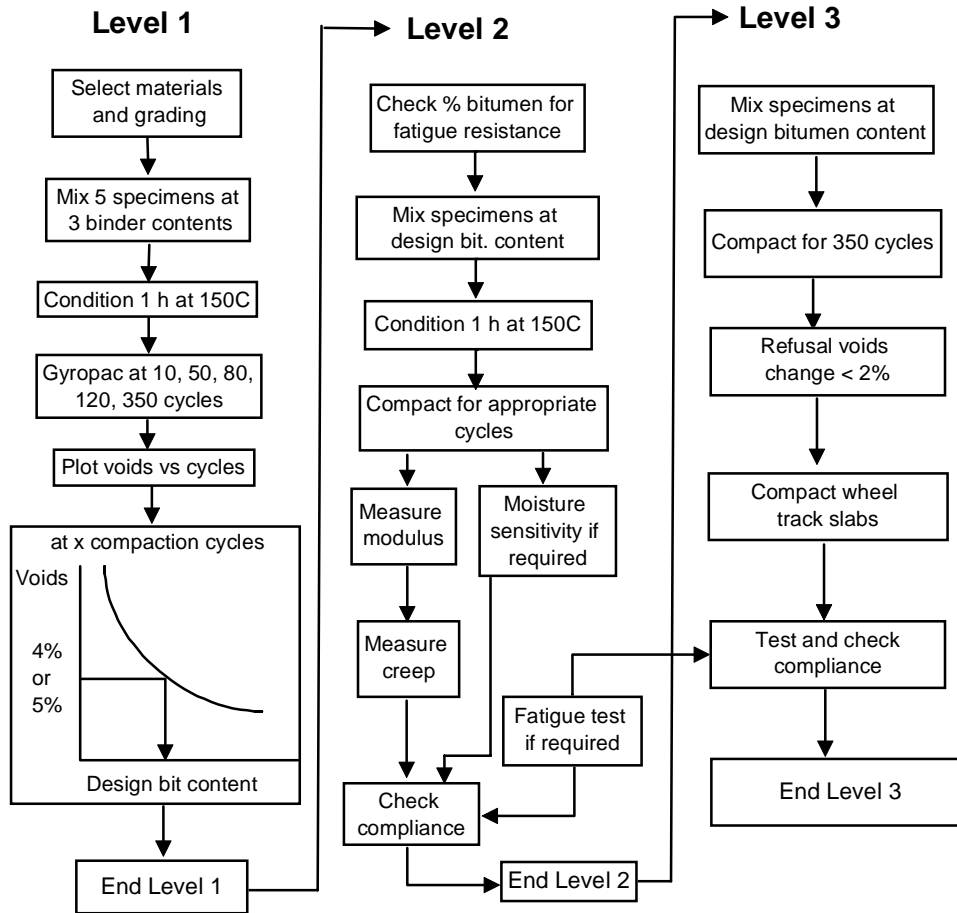 Level 1
Select materials
and grading
Mix 5 specimens at
3 binder contents
Condition 1 h at 150C
Gyropac at 10, 50, 80,
120, 350 cycles
Plot voids vs cycles
at x compaction cycles
Voids
4%
or
5%
Design bit content
End Level 1
Level 2
Check % bitumen for
fatigue resistance
Mix specimens at
design bit. content
Condition 1 h at 150C
Compact for appropriate
cycles
Measure
modulus
Moisture
sensitivity if
required
Measure
creep
Fatigue test
if required
Check
compliance
End Level 2
Level 3
Mix specimens at
design bitumen content
Compact for 350 cycles
Refusal voids
change < 2%
Compact wheel
track slabs
Test and check
compliance
End Level 3